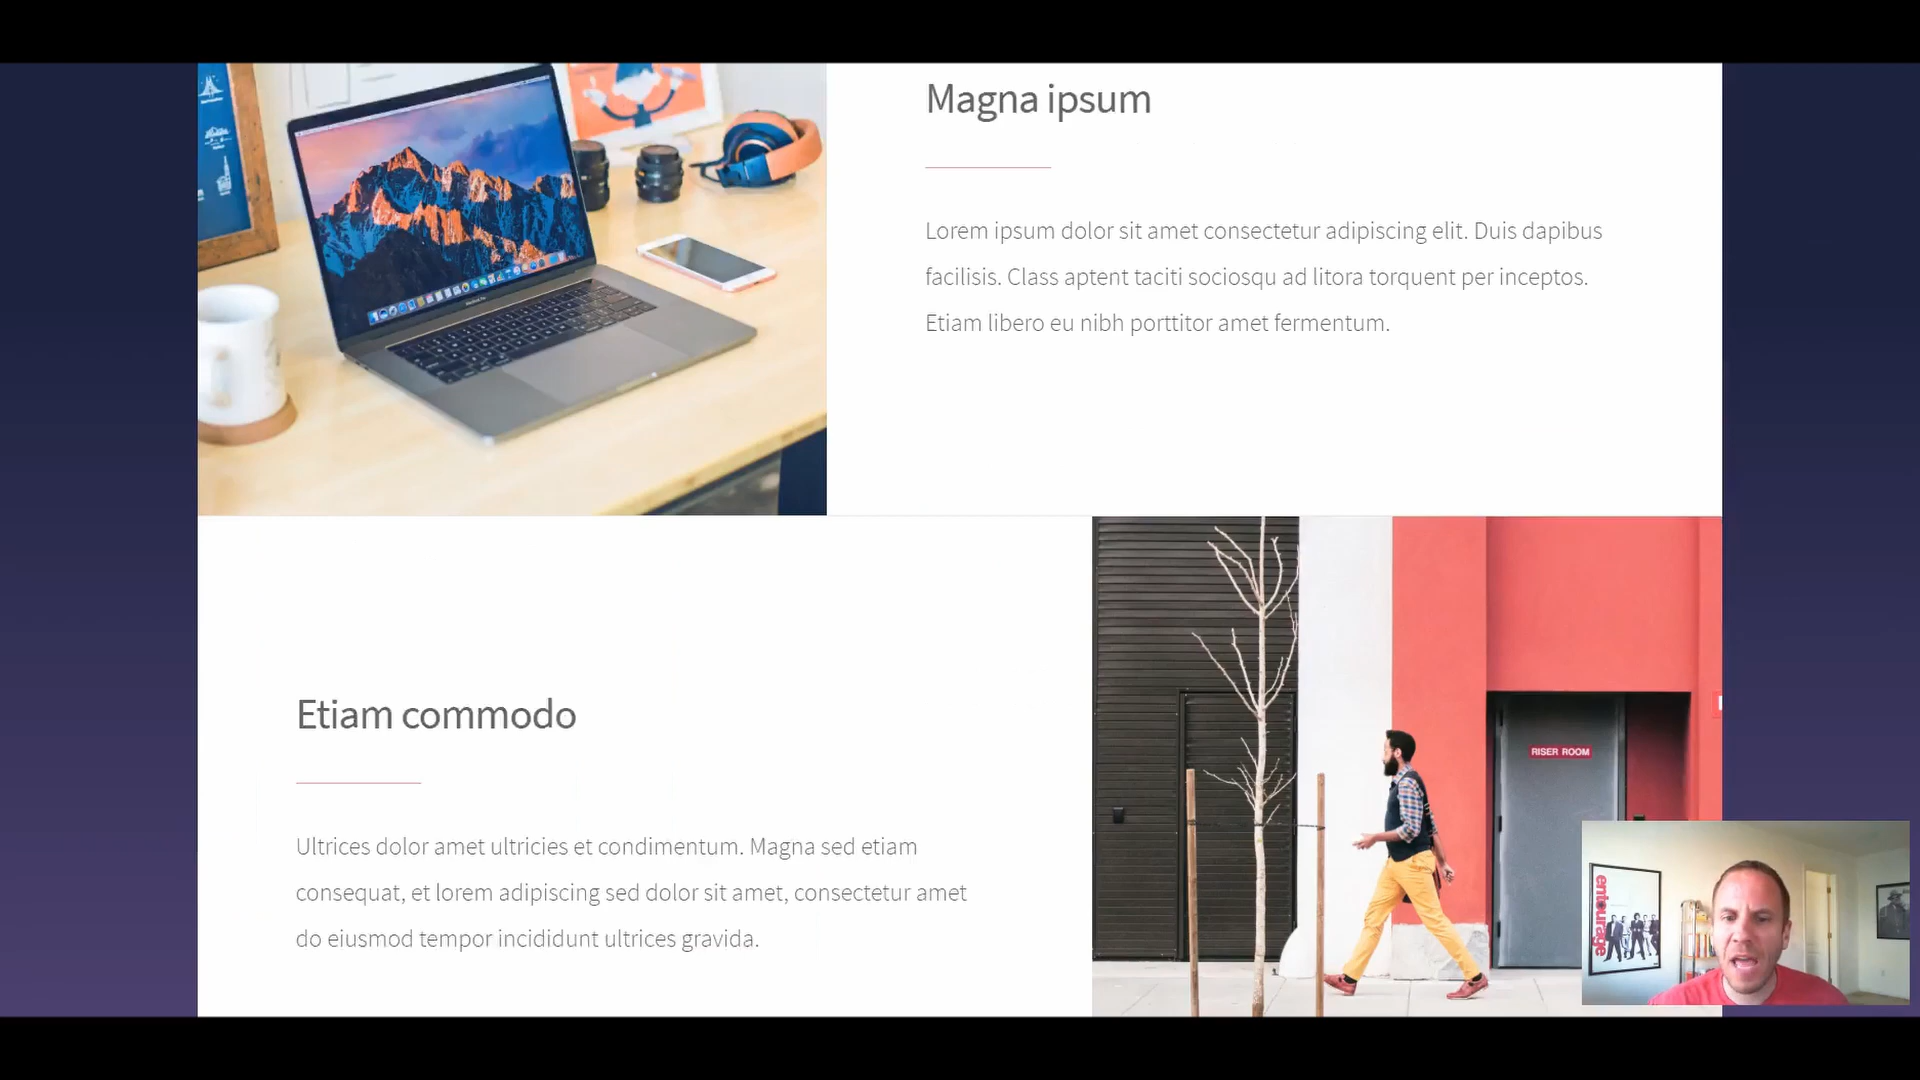 Magna ipsum
Lorem ipsum dolor sit amet consectetur adipiscing elit. Duis dapibus
facilisis. Class aptent taciti sociosqu ad litora torquent per inceptos.
Etiam libero eu nibh porttitor amet fermentum.
Etiam commodo
Ultrices dolor amet ultricies et condimentum. Magna sed etiam
consequat, et lorem adipiscing sed dolor sit amet, consectetur amet
do eiusmod tempor incididunt ultrices gravida.
RISER ROOM
entourage